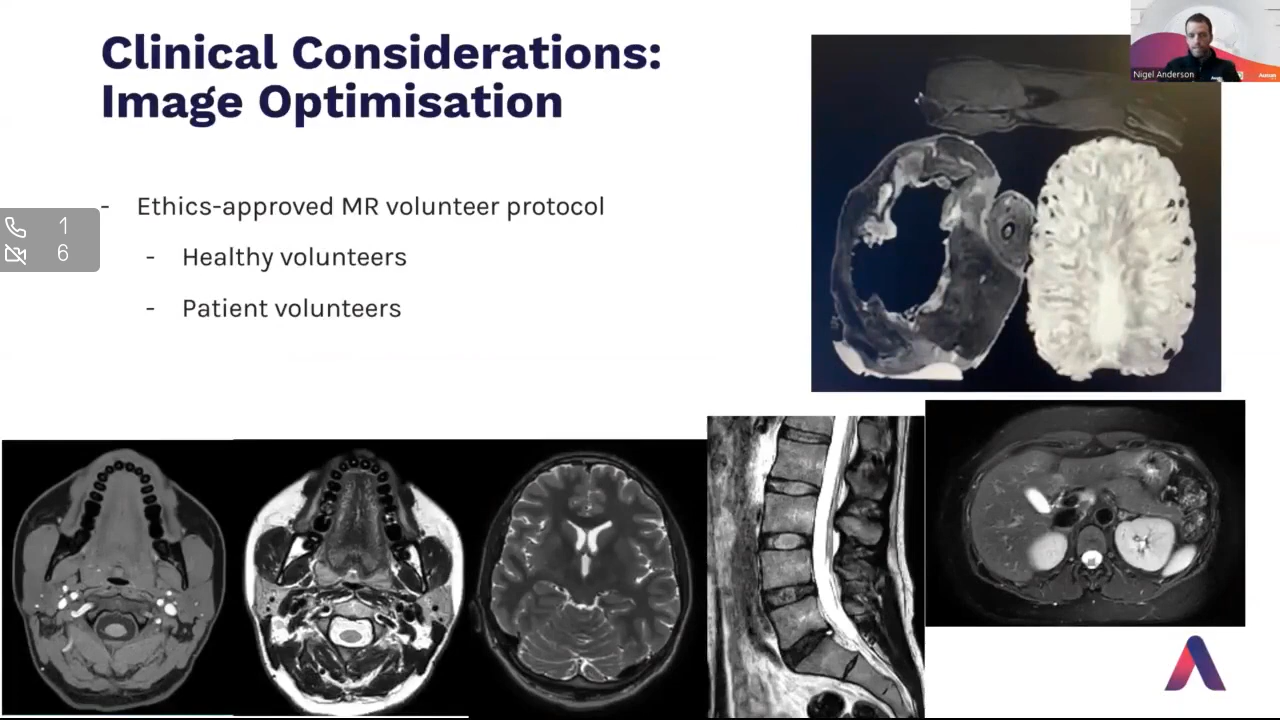 Clinical Considerations:
Image Optimisation
- Ethics-approved MR volunteer protocol
- Healthy volunteers
- Patient volunteers
1
6
Nigel Anderson